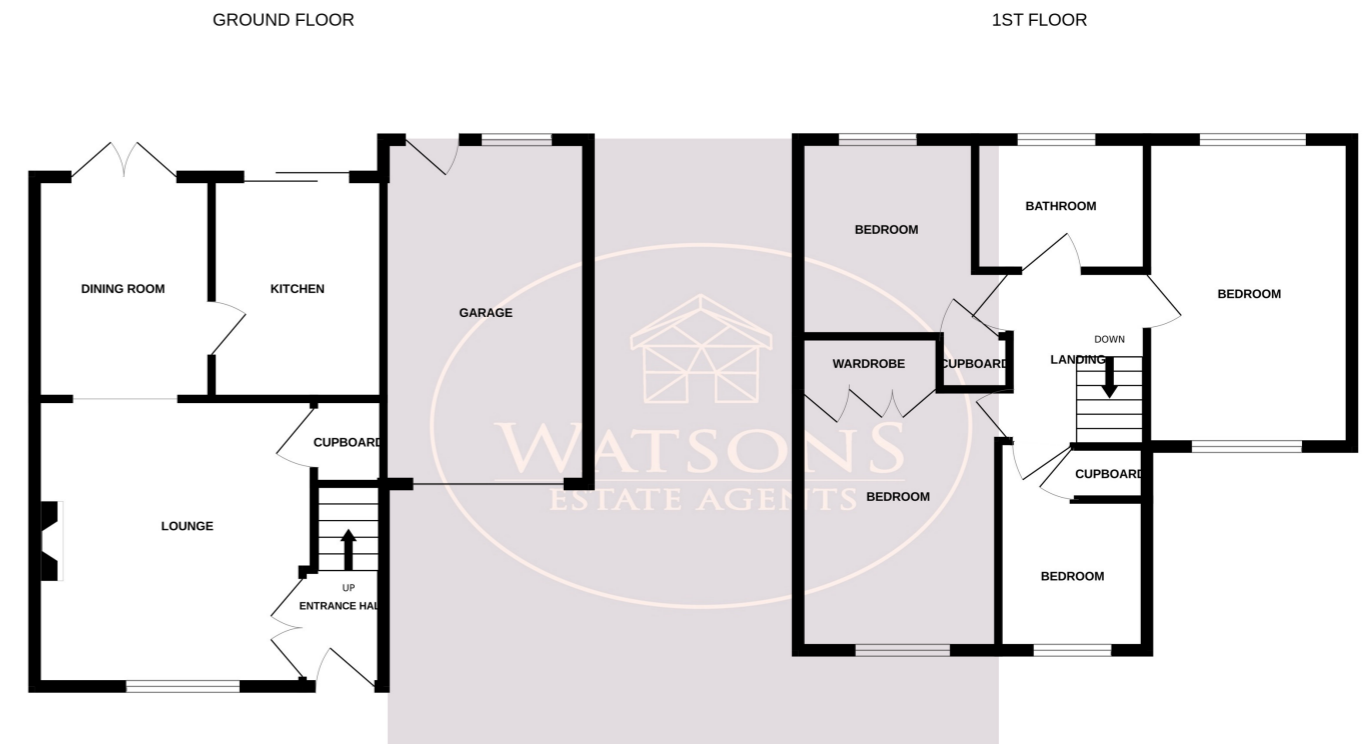 GROUND FLOOR
1ST FLOOR
DINING ROOM
KITCHEN
GARAGE
CUPBOARD
LOUNGE
UP
ENTRANCE HAL
BEDROOM
BATHROOM
BEDROOM
DOWN
LANDING
WARDROBE
CUPBOARD
CUPBOARD
BEDROOM
BEDROOM
WATSONS
ESTATE AGENTS